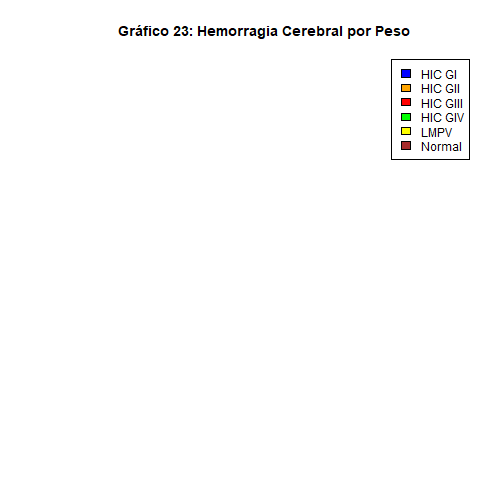 Gráfico 23: Hemorragia Cerebral por Peso
HIC GI
HIC GII
HIC GIII
HIC GIV
LMPV
Normal